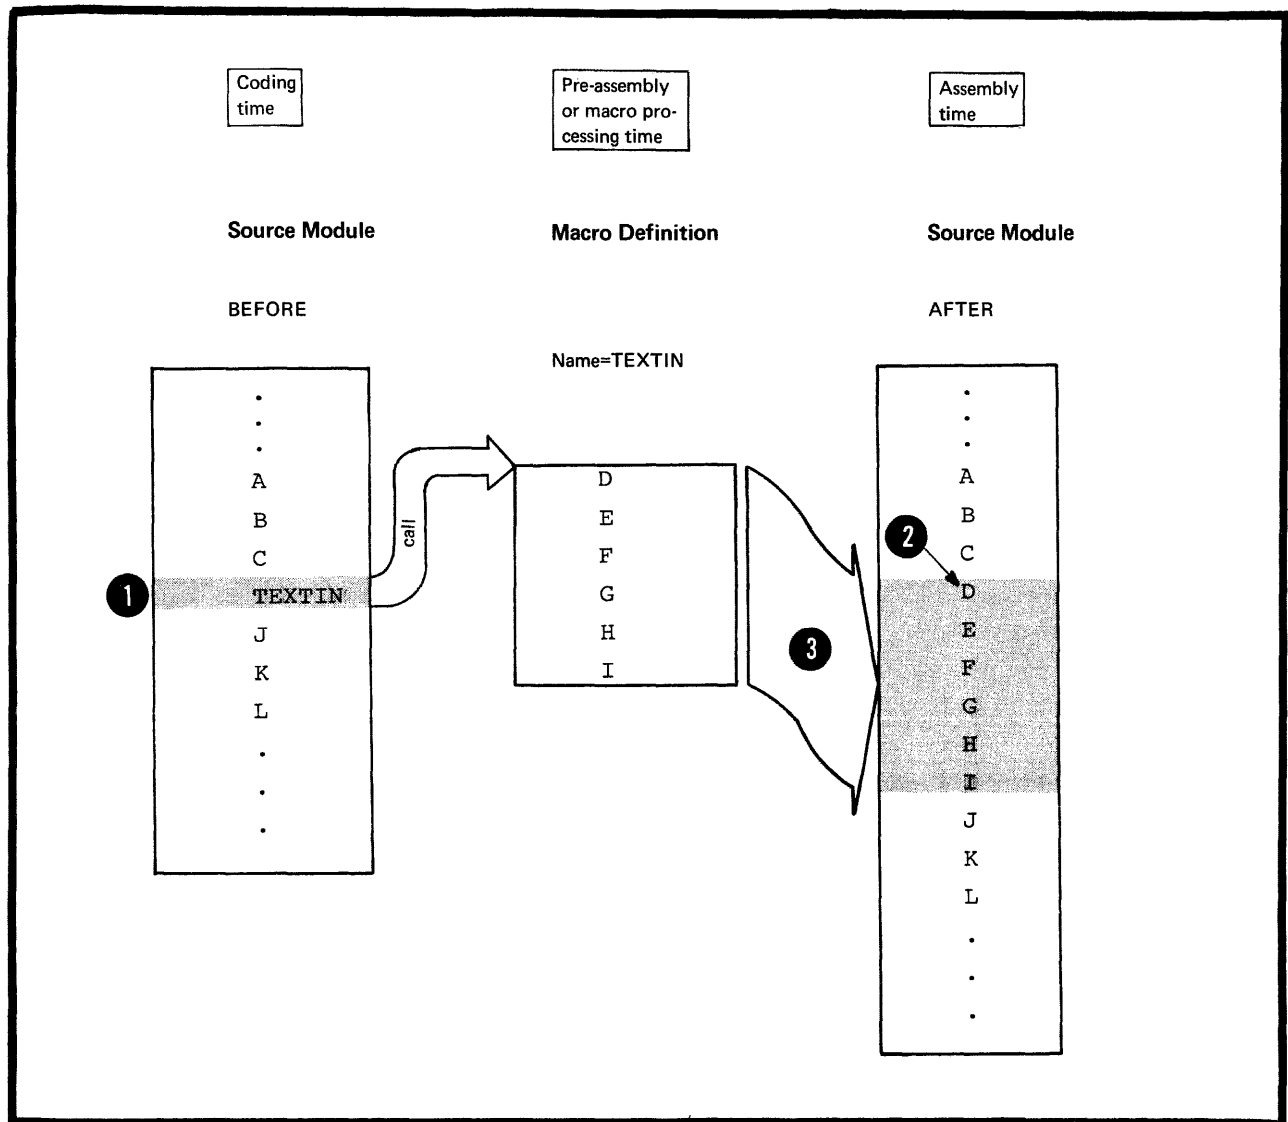 Coding
time
Pre-assembly
or macro pro-
cessing time
Assembly
time
Source Module
Macro Definition
Source Module
BEFORE
AFTER
Name=TEXTIN
.
.
.
A
B
C
1
TEXTIN
J
K
L
.
.
.
call
D
E
F
G
H
I
3
.
.
.
A
B
2
C
D
E
F
G
H
I
J
K
L
.
.
.